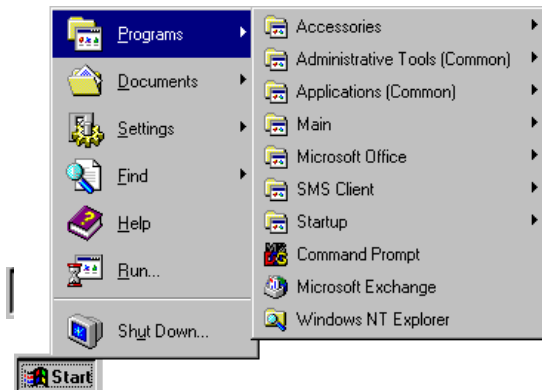 Programs
Documents
Settings
Find
Help
Run...
Shut Down...
Start
Accessories
Administrative Tools (Common)
Applications (Common)
Main
Microsoft Office
SMS Client
Startup
Command Prompt
Microsoft Exchange
Windows NT Explorer